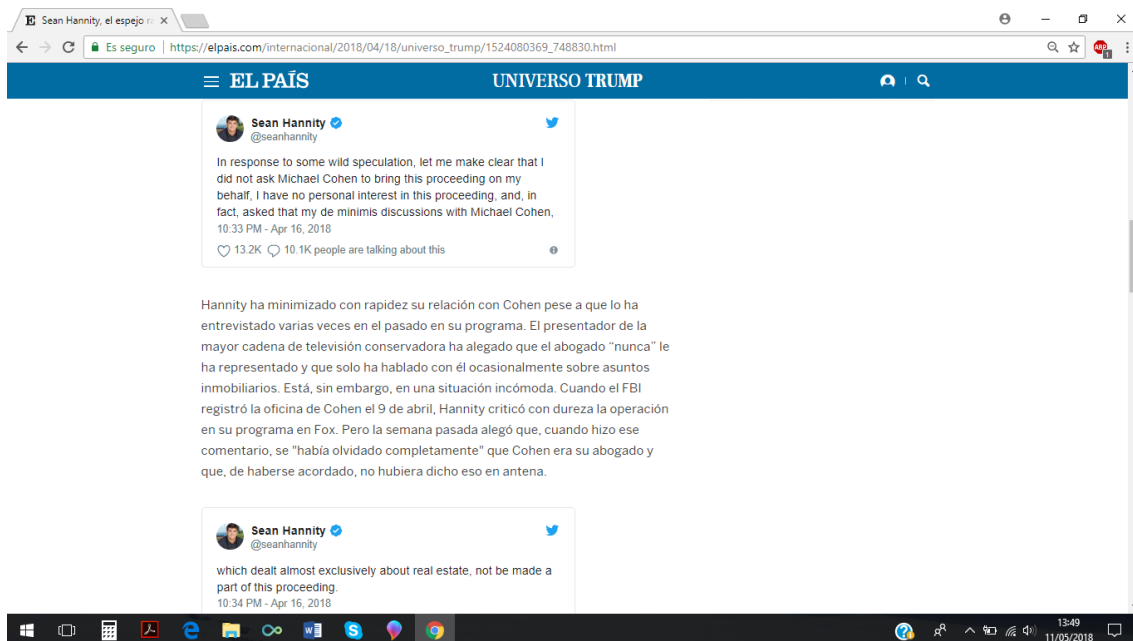 Sean Hannity, el espejo r
Es seguro | https://elpais.com/internacional/2018/04/18/universo_trump/1524080369_748830.html
ABP
1
EL PAÍS
UNIVERSO TRUMP
Sean Hannity
@seanhannity
In response to some wild speculation, let me make clear that I
did not ask Michael Cohen to bring this proceeding on my
behalf, I have no personal interest in this proceeding, and, in
fact, asked that my de minimis discussions with Michael Cohen,
10:33 PM - Apr 16, 2018
13.2K 10.1K people are talking about this
Hannity ha minimizado con rapidez su relación con Cohen pese a que lo ha
entrevistado varias veces en el pasado en su programa. El presentador de la
mayor cadena de televisión conservadora ha alegado que el abogado “nunca” le
ha representado y que solo ha hablado con él ocasionalmente sobre asuntos
inmobiliarios. Está, sin embargo, en una situación incómoda. Cuando el FBI
registró la oficina de Cohen el 9 de abril, Hannity criticó con dureza la operación
en su programa en Fox. Pero la semana pasada alegó que, cuando hizo ese
comentario, se "había olvidado completamente" que Cohen era su abogado y
que, de haberse acordado, no hubiera dicho eso en antena.
Sean Hannity
@seanhannity
which dealt almost exclusively about real estate, not be made a
part of this proceeding.
10:34 PM - Apr 16, 2018
13:49
11/05/2018